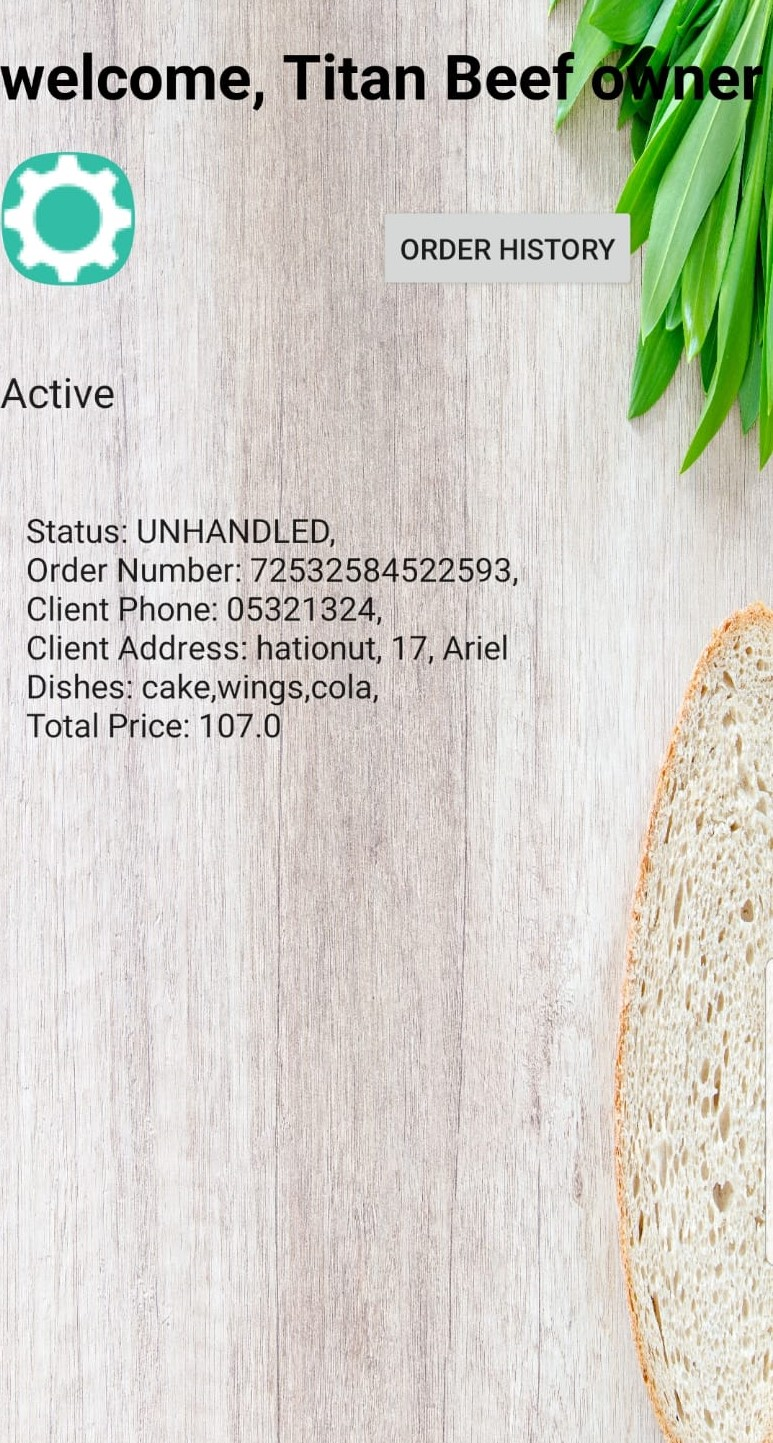 welcome, Titan Beef owner
ORDER HISTORY
Active
Status: UNHANDLED,
Order Number: 72532584522593,
Client Phone: 05321324,
Client Address: hationut, 17, Ariel
Dishes: cake,wings,cola,
Total Price: 107.0